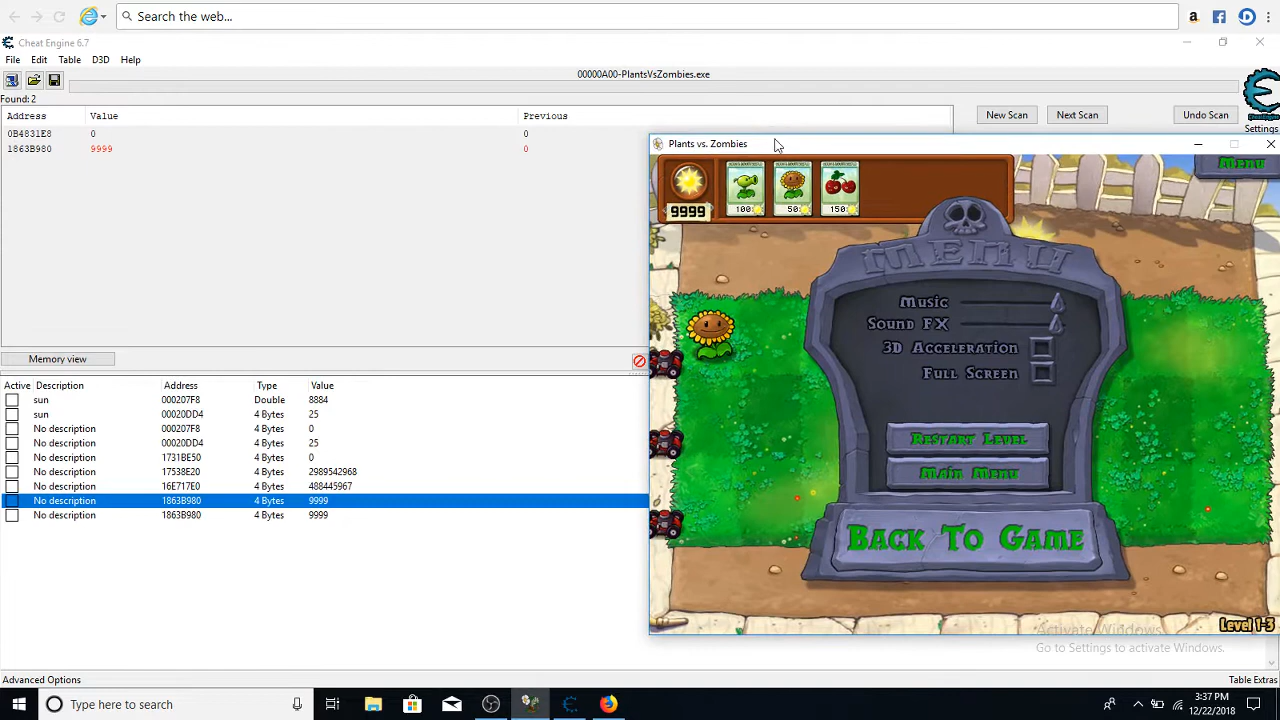 Search the web...
Cheat Engine 6.7
File Edit Table D3D Help
00000A00-PlantsVsZombies.exe
Found: 2
Address Value Previous
New Scan Next Scan Undo Scan
Settings
0B4831E8 0 0
1863B980 9999 0
Plants vs. Zombies
Menu
9999 100 50 150
MENU
Music
Sound FX
3D Acceleration
Full Screen
Restart Level
Main Menu
Back To Game
Level 1-3
Memory view
Active Description Address Type Value
sun 000207F8 Double 8884
sun 00020DD4 4 Bytes 25
No description 000207F8 4 Bytes 0
No description 00020DD4 4 Bytes 25
No description 1731BE50 4 Bytes 0
No description 17538E20 4 Bytes 2989542968
No description 16E717E0 4 Bytes 488445967
No description 1863B980 4 Bytes 9999
No description 1863B980 4 Bytes 9999
Activate Windows
Go to Settings to activate Windows.
Advanced Options Table Extras
Type here to search
3:37 PM
12/22/2018